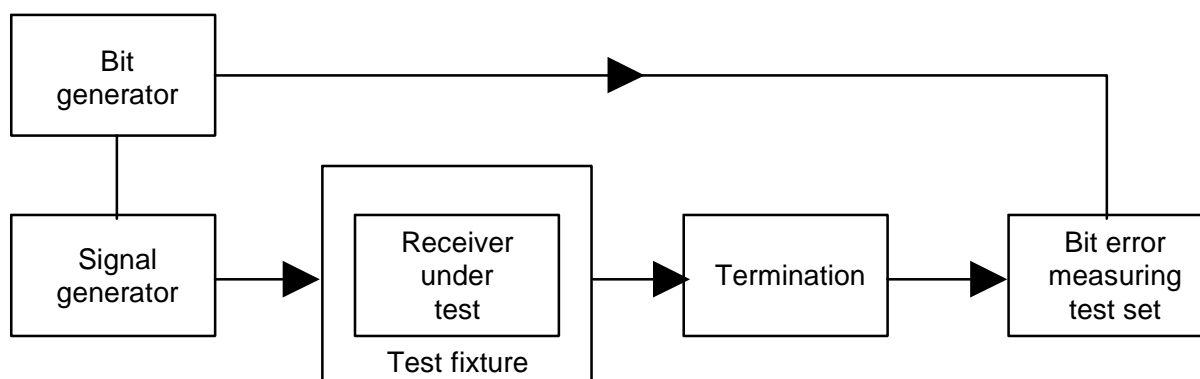 Bit
generator
Signal
generator
Receiver
under
test
Test fixture
Termination
Bit error
measuring
test set